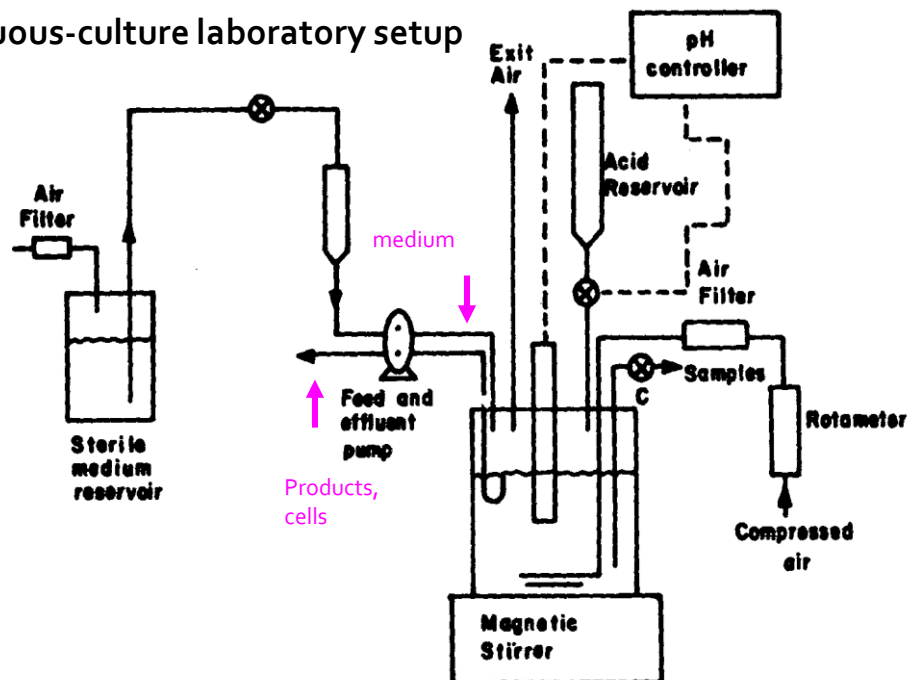 uous-culture laboratory setup
pH
controller
Exit
Air
Acid
Reservoir
Air
Filter
medium
Air
Filter
Samples
C
Rotameter
Feed and
effluent
pump
Sterile
medium
reservoir
Products,
cells
Compressed
air
Magnetic
Stirrer